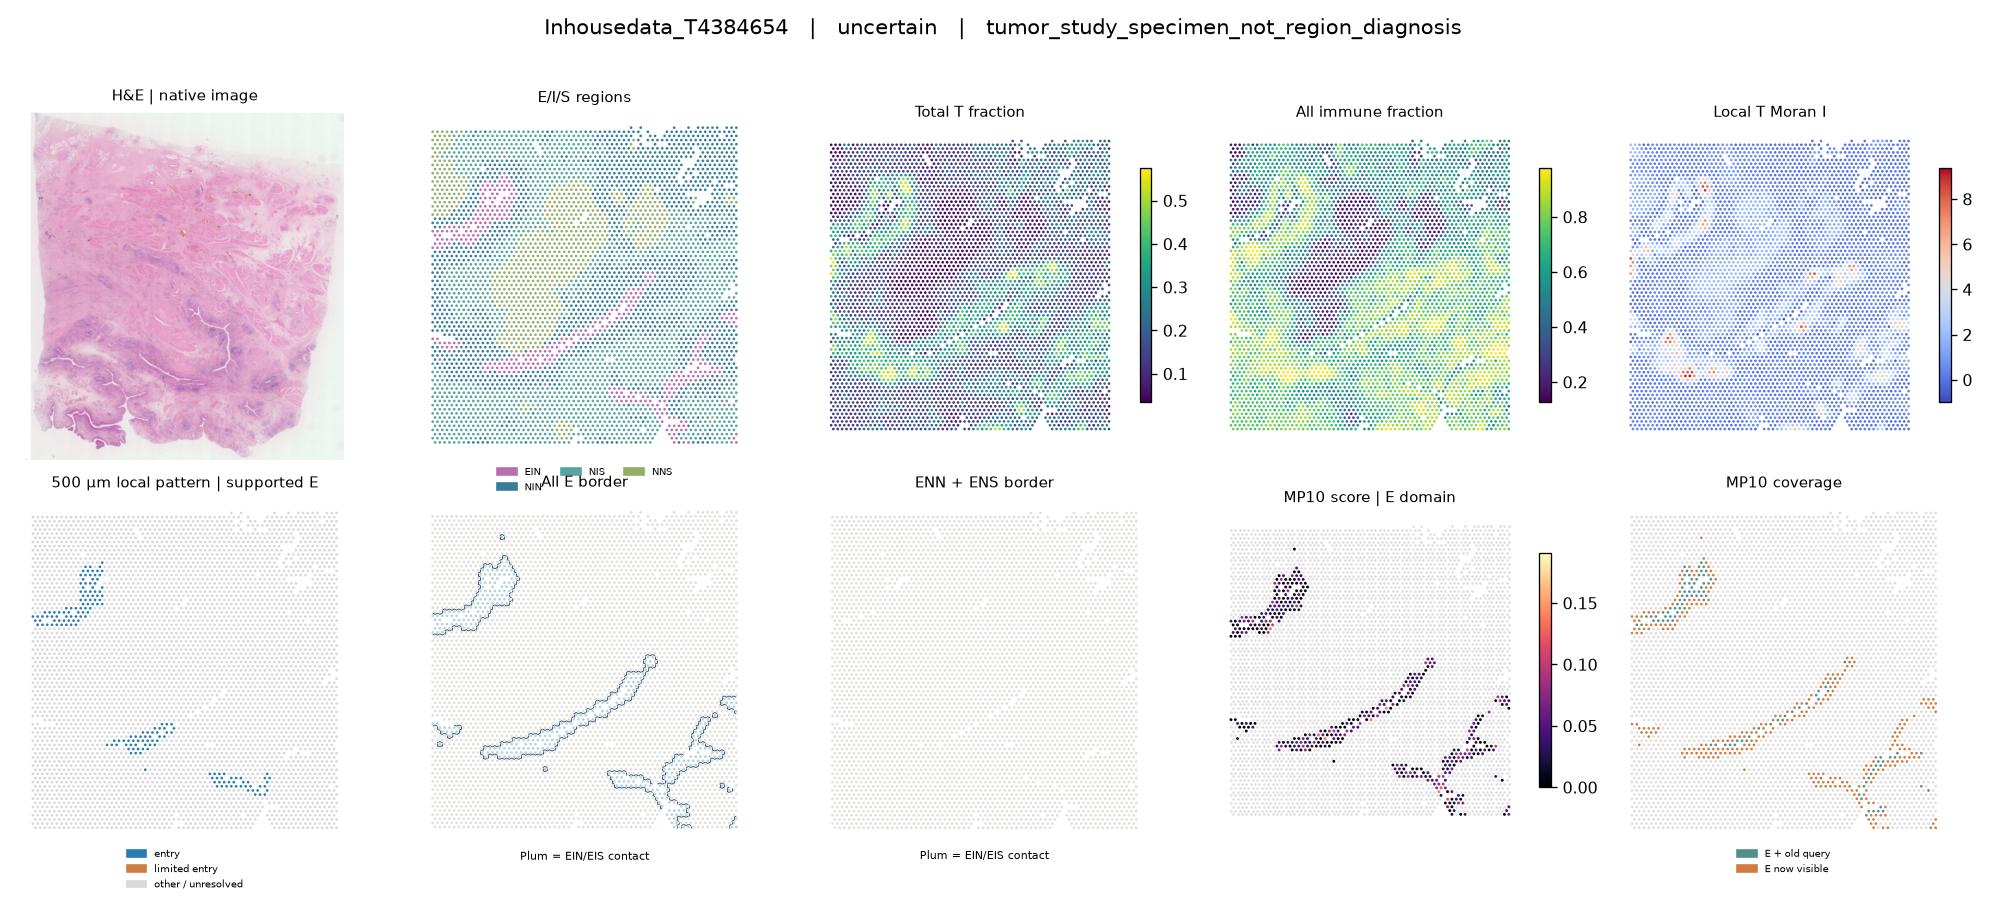 Inhousedata_T4384654 | uncertain | tumor_study_specimen_not_region_diagnosis
H&E | native image
E/I/S regions
Total T fraction
All immune fraction
Local T Moran I
0.5
0.4
0.3
0.2
0.1
0.8
0.6
0.4
0.2
8
6
4
2
0
EIN
NIS
NNS
NIN
500 µm local pattern | supported E
All E border
ENN + ENS border
MP10 score | E domain
MP10 coverage
0.15
0.10
0.05
0.00
entry
limited entry
other / unresolved
Plum = EIN/EIS contact
Plum = EIN/EIS contact
E + old query
E now visible